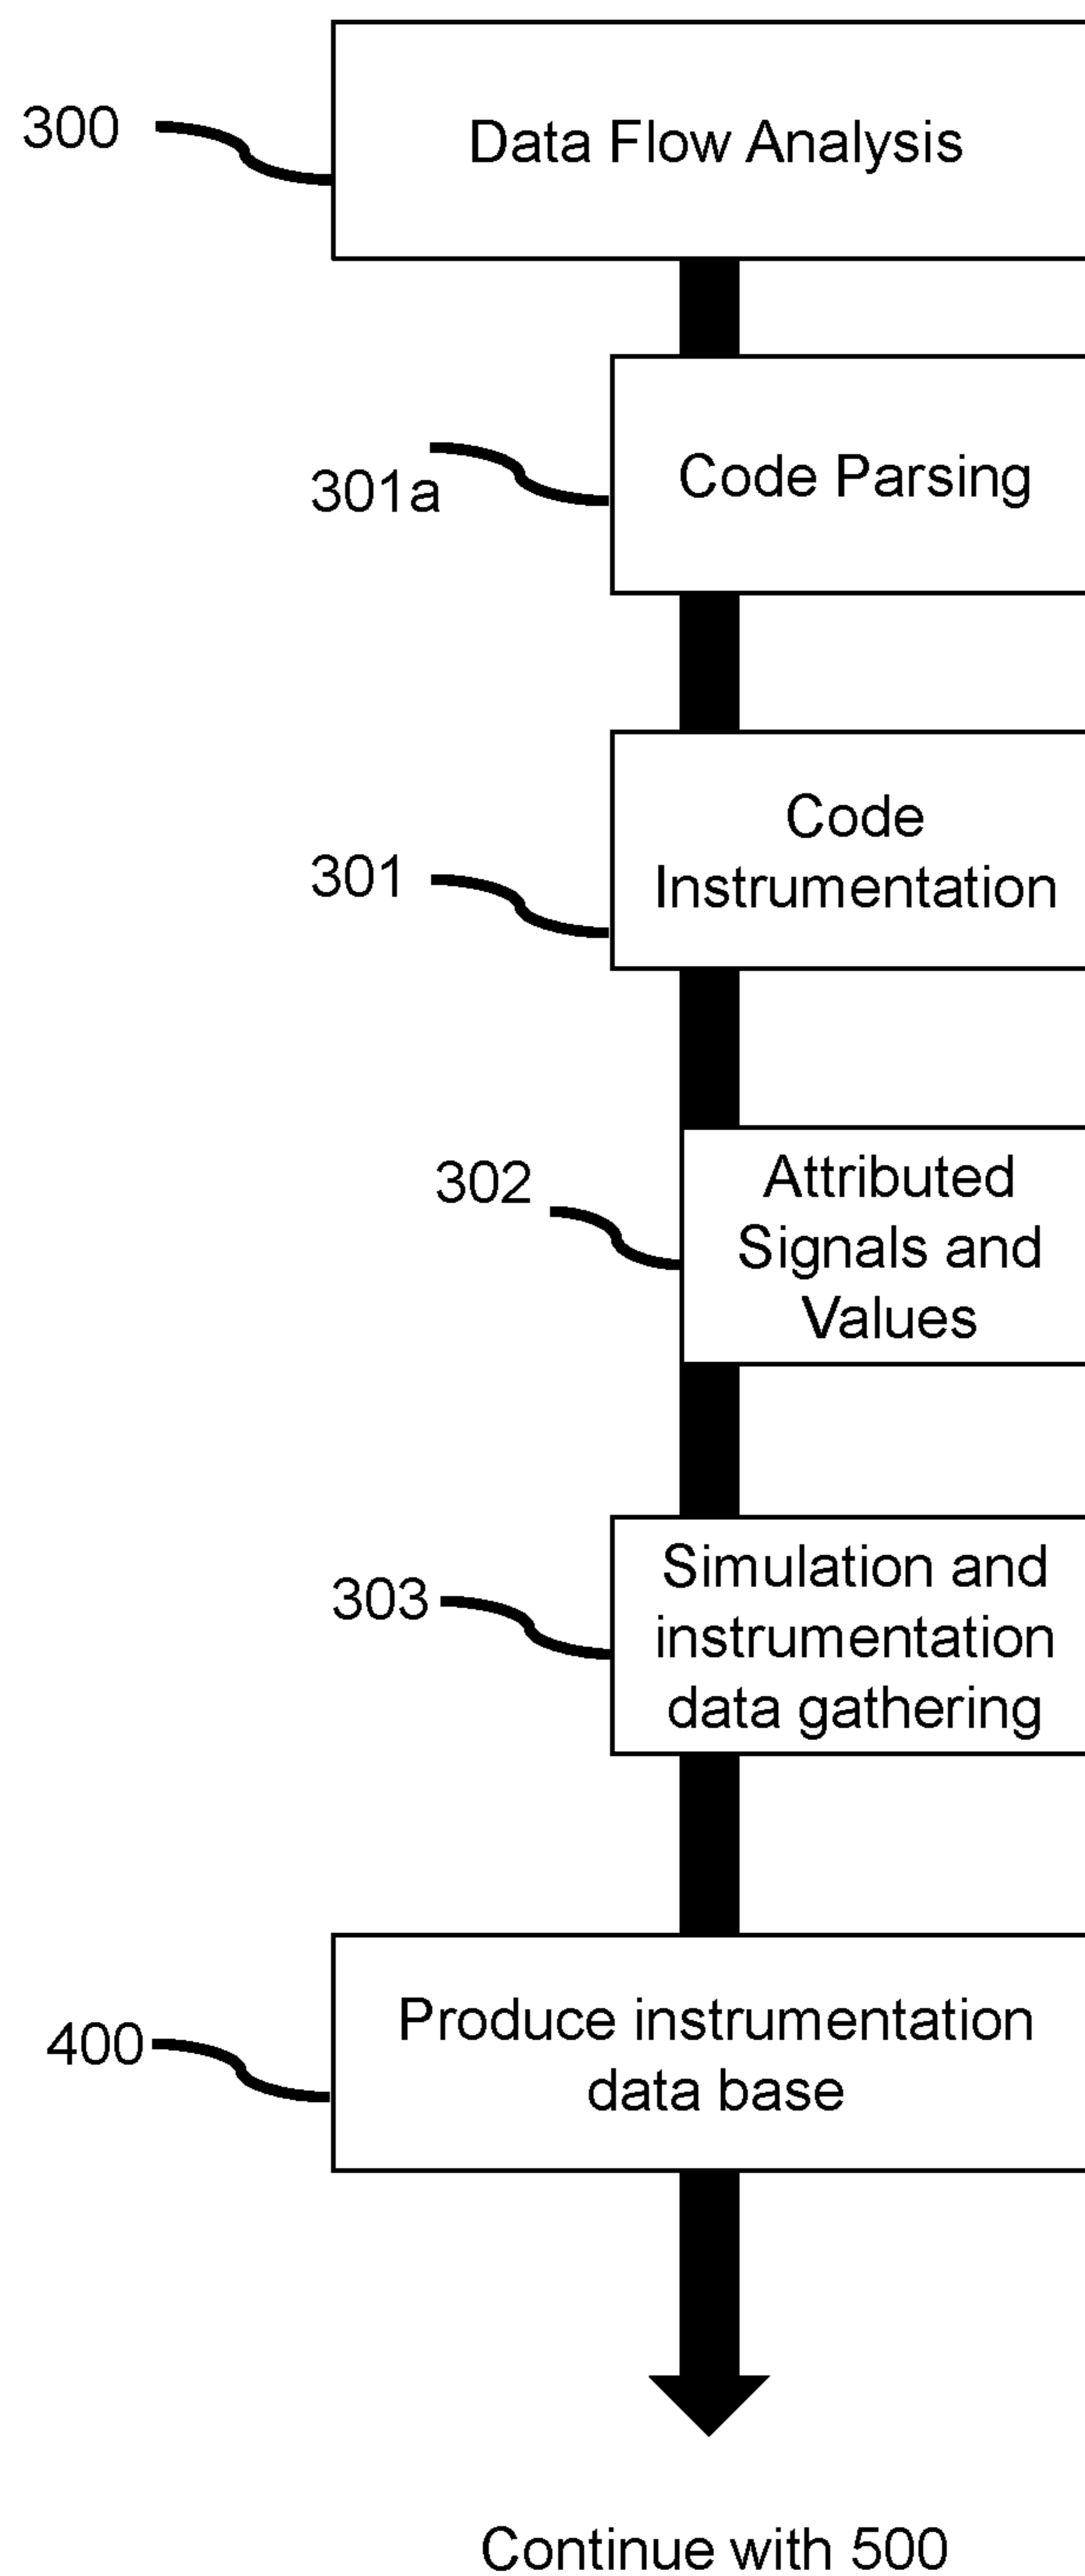 300
Data Flow Analysis
301a
Code Parsing
301
Code
Instrumentation
302
Attributed
Signals and
Values
303
Simulation and
instrumentation
data gathering
400
Produce instrumentation
data base
Continue with 500